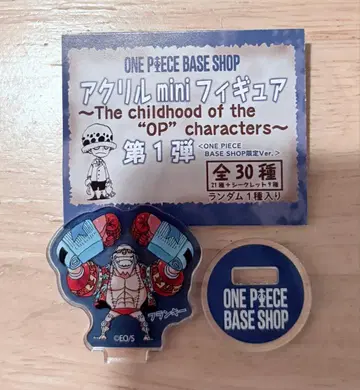 ONE PIECE BASE SHOP
アクリルminiフィギュア
～The childhood of the
"OP" characters～
第1弾
<ONE PIECE
BASE SHOP限定Ver.>
全30種
21種+シークレット9種
ランダム1種入り
フランキー
©EO/S
ONE PIECE
BASE SHOP